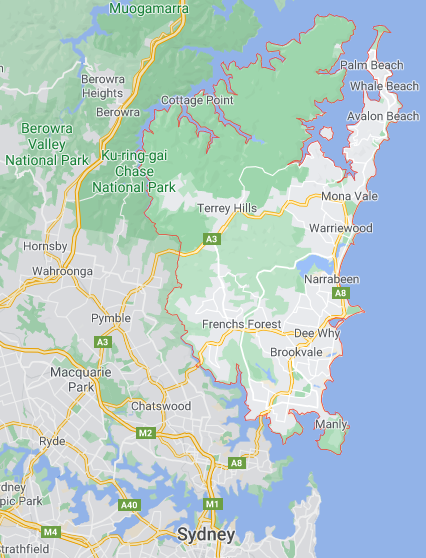 Muogamarra
Palm Beach
Berowra
Heights
Whale Beach
Cottage Point
Berowra
Avalon Beach
Berowra
Valley
National Park
Ku-ring-gai
Chase
National Park
Mona Vale
Terrey Hills
Warriewood
A3
Hornsby
Wahroonga
Narrabeen
A8
Pymble
Frenchs Forest
Dee Why
A3
Brookvale
Macquarie
Park
Chatswood
Manly
M2
Ryde
A8
dney
pic Park
A40
M1
M4
Sydney
trathfield